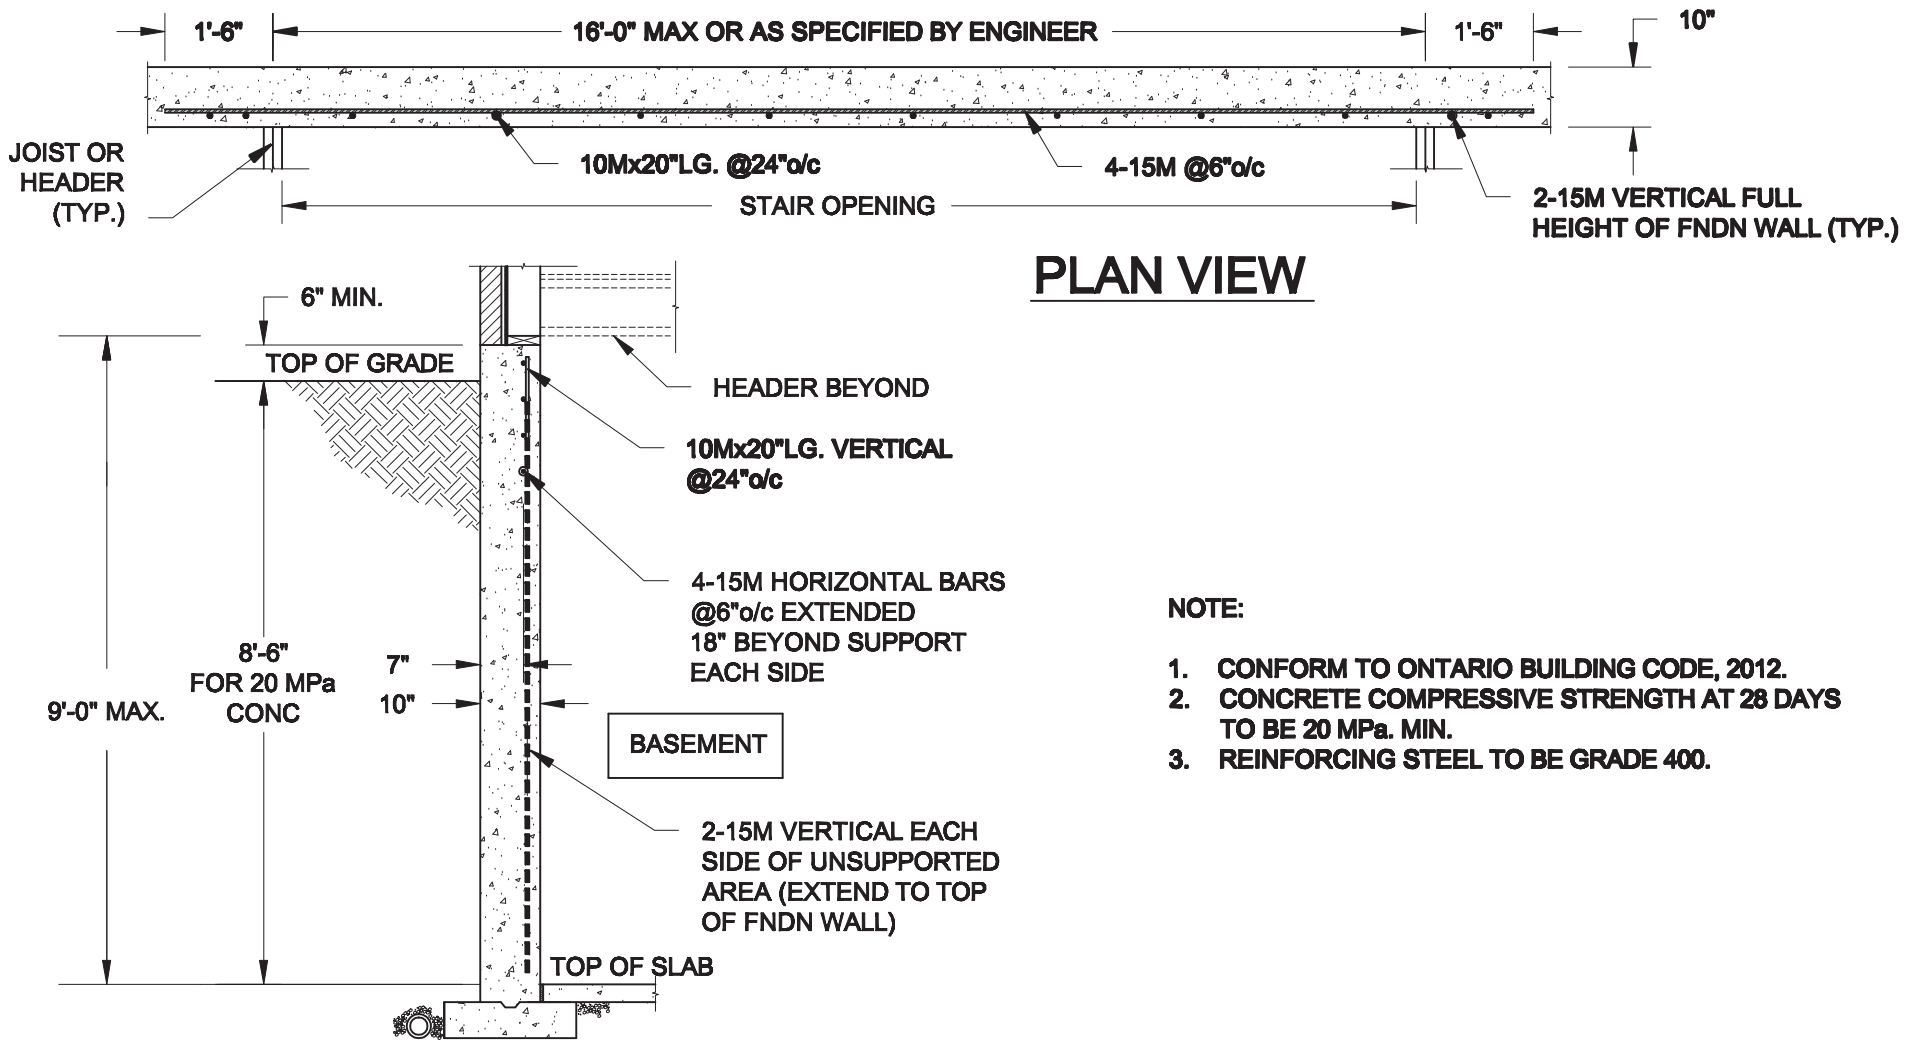 1'-6"
16'-0" MAX OR AS SPECIFIED BY ENGINEER
1'-6"
10"
JOIST OR
HEADER
(TYP.)
10Mx20"LG. @24"o/c
4-15M @6"o/c
STAIR OPENING
2-15M VERTICAL FULL
HEIGHT OF FNDN WALL (TYP.)
PLAN VIEW
6" MIN.
TOP OF GRADE
HEADER BEYOND
10Mx20"LG. VERTICAL
@24"o/c
4-15M HORIZONTAL BARS
@6"o/c EXTENDED
18" BEYOND SUPPORT
EACH SIDE
8'-6"
FOR 20 MPa
CONC
9'-0" MAX.
7"
10"
BASEMENT
2-15M VERTICAL EACH
SIDE OF UNSUPPORTED
AREA (EXTEND TO TOP
OF FNDN WALL)
TOP OF SLAB
NOTE:
1. CONFORM TO ONTARIO BUILDING CODE, 2012.
2. CONCRETE COMPRESSIVE STRENGTH AT 28 DAYS
TO BE 20 MPa. MIN.
3. REINFORCING STEEL TO BE GRADE 400.